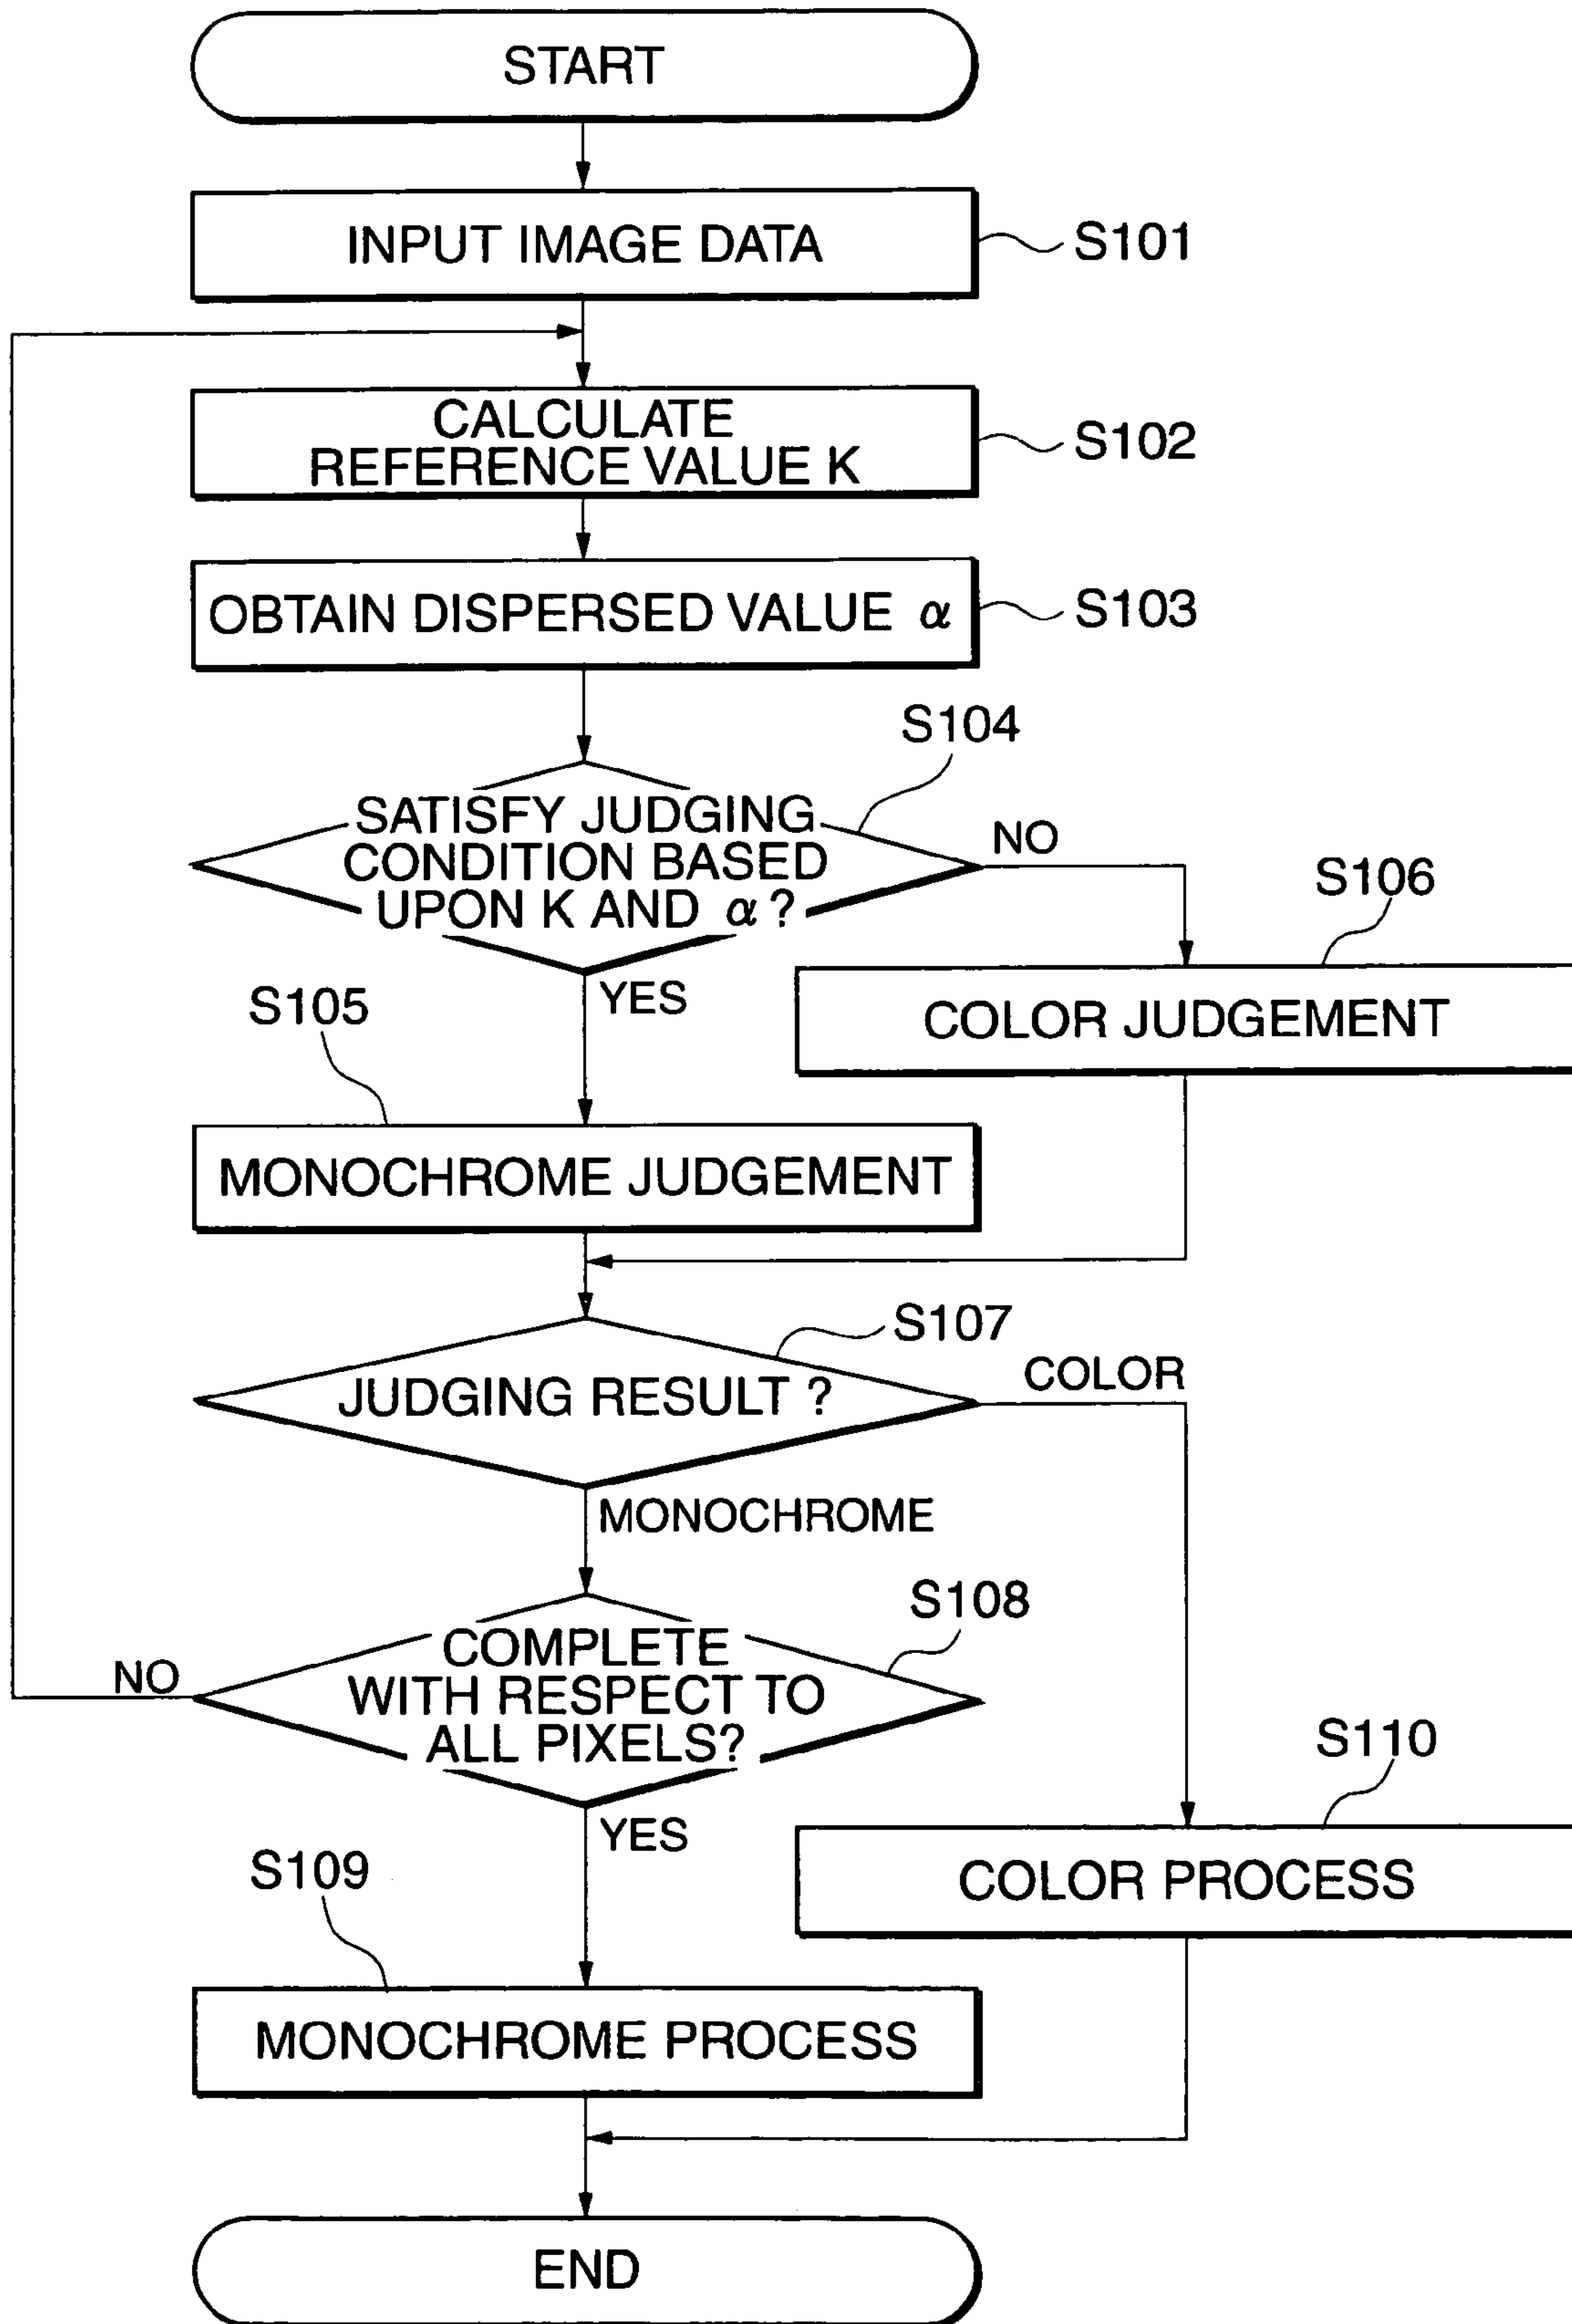 START
INPUT IMAGE DATA
S101
CALCULATE
REFERENCE VALUE K
S102
OBTAIN DISPERSED VALUE α
S103
S104
SATISFY JUDGING
CONDITION BASED
UPON K AND α ?
NO
YES
S106
COLOR JUDGEMENT
S105
MONOCHROME JUDGEMENT
S107
JUDGING RESULT ?
COLOR
MONOCHROME
S108
COMPLETE
WITH RESPECT TO
ALL PIXELS?
NO
YES
S110
COLOR PROCESS
S109
MONOCHROME PROCESS
END